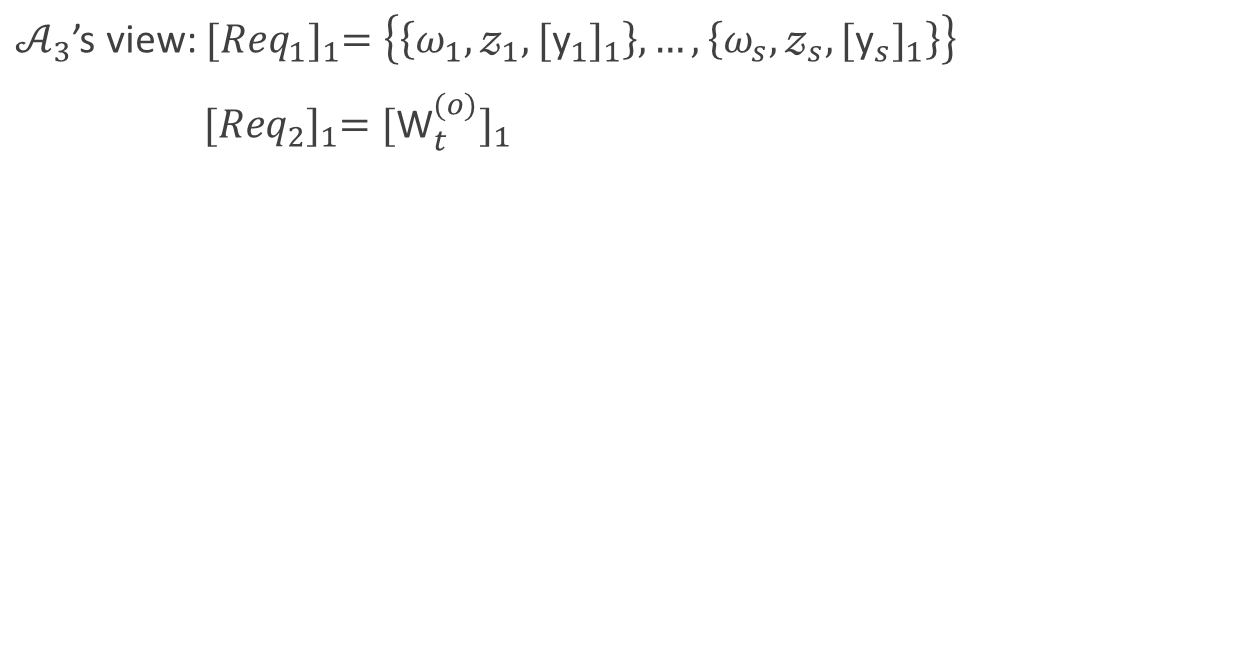 𝒜₃’s view: [Req₁]₁= {{ω₁, z₁, [y₁]₁}, … , {ωₛ, zₛ, [yₛ]₁}}
[Req₂]₁= [Wₜ⁽ᵒ⁾]₁